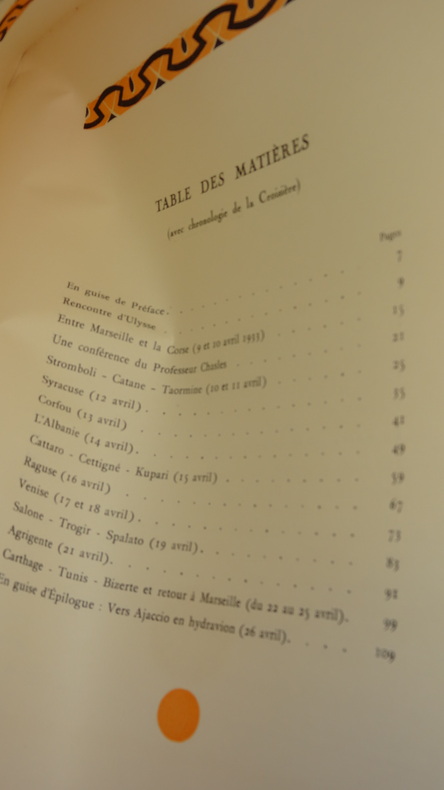 TABLE DES MATIÈRES
(avec chronologie de la Croisière)
Pages
En guise de Préface. 7
Rencontre d'Ulysse 9
Entre Marseille et la Corse (9 et 10 avril 1933) 15
Une conférence du Professeur Charles 21
Stromboli - Catane - Taormine (10 et 11 avril) 25
Syracuse (12 avril). 35
Corfou (13 avril) 41
L'Albanie (14 avril). 49
Cattaro - Cettigné - Kupari (15 avril) 59
Raguse (16 avril) 67
Venise (17 et 18 avril). 75
Salone - Trogir - Spalato (19 avril). 83
Agrigente (21 avril). 91
Carthage - Tunis - Bizerte et retour à Marseille (du 22 au 25 avril). 99
En guise d'Épilogue : Vers Ajaccio en hydravion (26 avril). 109